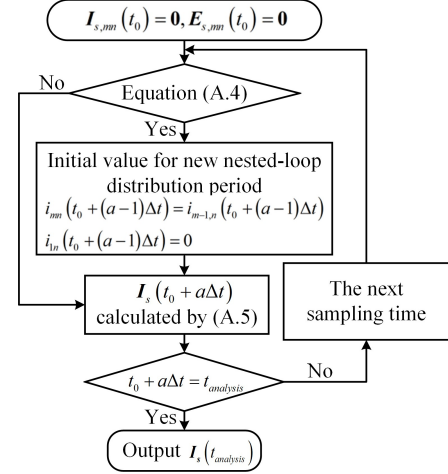 I_{s,mn}(t_0) = 0, E_{s,mn}(t_0) = 0
No
Equation (A.4)
Yes
Initial value for new nested-loop
distribution period
i_{mn}(t_0+(a−1)Δt) = i_{m−1,n}(t_0+(a−1)Δt)
i_{1n}(t_0+(a−1)Δt) = 0
I_s(t_0+aΔt)
calculated by (A.5)
The next
sampling time
t_0+aΔt = t_{analysis}
No
Yes
Output I_s(t_{analysis})